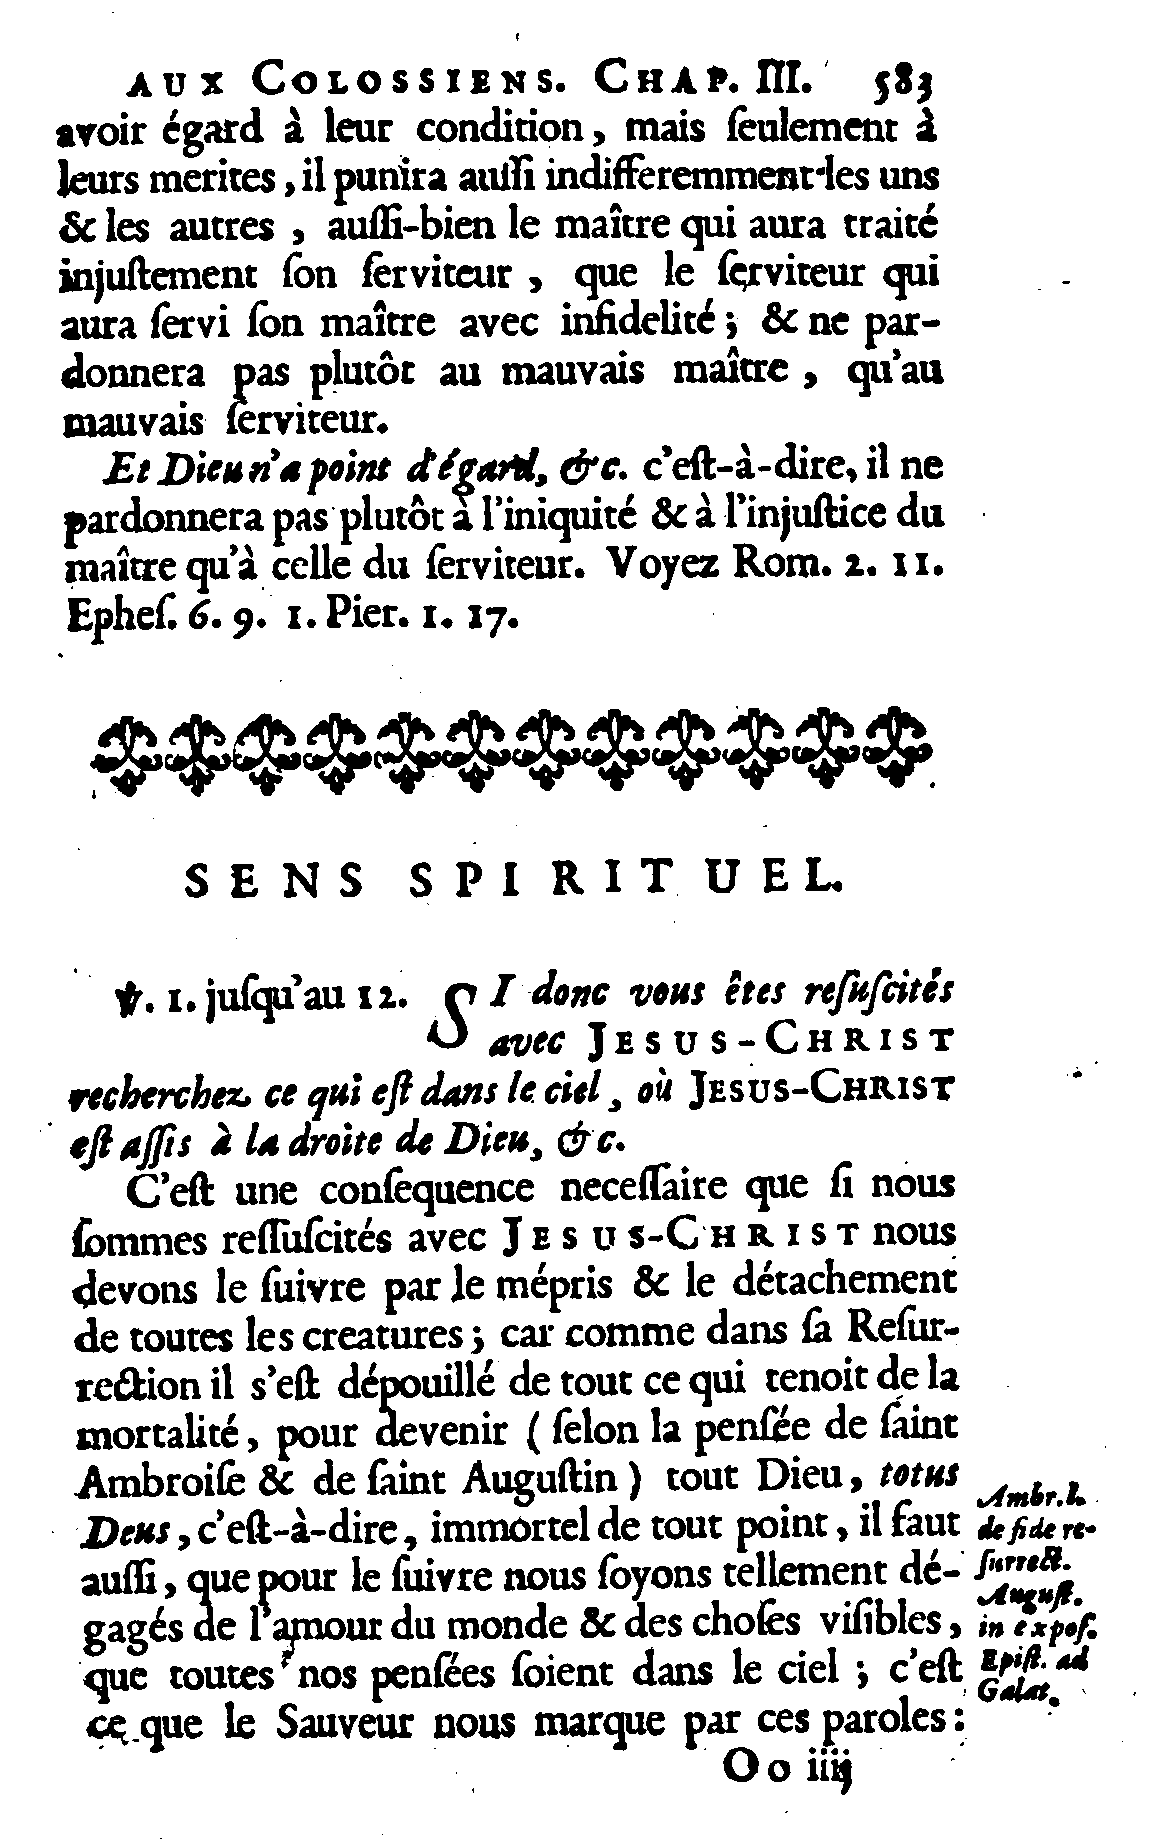 AUX COLOSSIENS. CHAP. III. 583
avoir égard à leur condition, mais ſeulement à
leurs merites, il punira auſſi indifferemment les uns
& les autres, auſſi-bien le maître qui aura traité
injuſtement ſon ſerviteur, que le ſerviteur qui
aura ſervi ſon maître avec infidelité; & ne par-
donnera pas plutôt au mauvais maître, qu'au
mauvais ſerviteur.
Et Dieu n'a point d'égard, &c. c'eſt-à-dire, il ne
pardonnera pas plutôt à l'iniquité & à l'injuſtice du
maître qu'à celle du ſerviteur. Voyez Rom. 2. 11.
Epheſ. 6. 9. 1. Pier. 1. 17.
SENS SPIRITUEL.
℣. 1. juſqu'au 12. SI donc vous êtes reſuſcités
avec JESUS-CHRIST
recherchez ce qui eſt dans le ciel, où JESUS-CHRIST
eſt aſſis à la droite de Dieu, &c.
C'eſt une conſequence neceſſaire que ſi nous
ſommes reſſuſcités avec JESUS-CHRIST nous
devons le ſuivre par le mépris & le détachement
de toutes les creatures; car comme dans ſa Reſur-
rection il s'eſt dépouillé de tout ce qui tenoit de la
mortalité, pour devenir (ſelon la penſée de ſaint
Ambroiſe & de ſaint Auguſtin) tout Dieu, totus
Deus, c'eſt-à-dire, immortel de tout point, il faut
auſſi, que pour le ſuivre nous ſoyons tellement dé-
gagés de l'amour du monde & des choſes viſibles,
que toutes nos penſées ſoient dans le ciel; c'eſt
ce que le Sauveur nous marque par ces paroles:
Ambr. l.
de fide re-
ſurrect.
Auguſt.
in expoſ.
Epiſt. ad
Galat.
Oo iiij